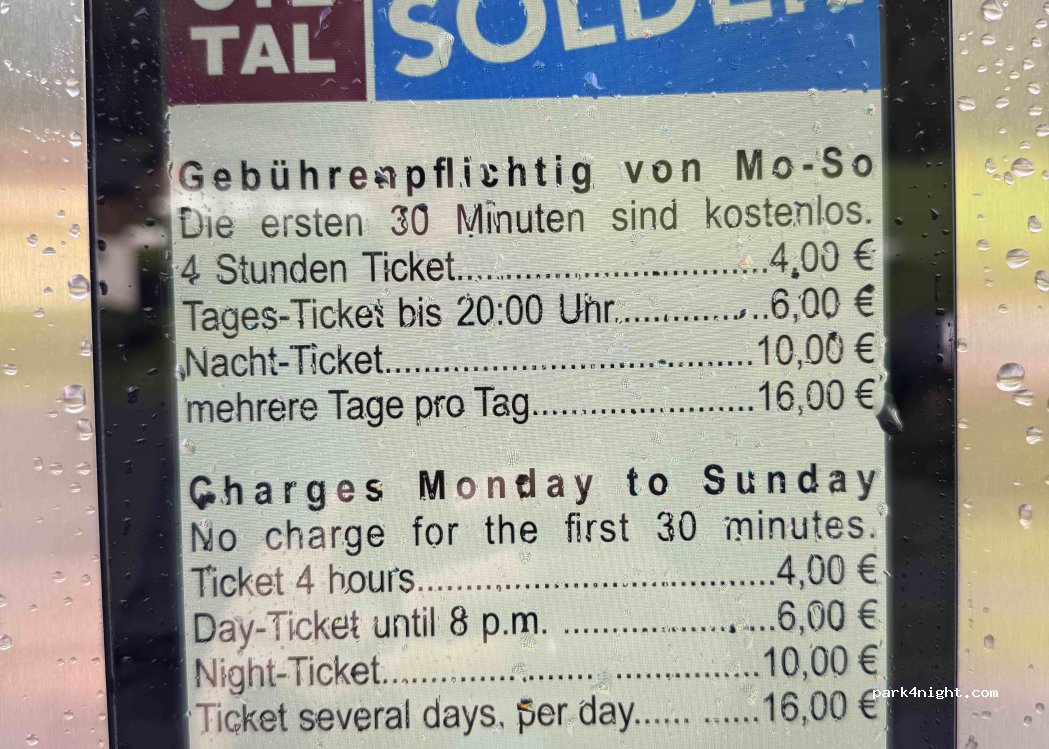 TAL
SÖLDEN
Gebührenpflichtig von Mo-So
Die ersten 30 Minuten sind kostenlos.
4 Stunden Ticket....................................4,00 €
Tages-Ticket bis 20:00 Uhr..................6,00 €
Nacht-Ticket..........................................10,00 €
mehrere Tage pro Tag.........................16,00 €
Charges Monday to Sunday
No charge for the first 30 minutes.
Ticket 4 hours..........................................4,00 €
Day-Ticket until 8 p.m. ........................6,00 €
Night-Ticket...........................................10,00 €
Ticket several days, per day...... ......16,00 €
park4night.com